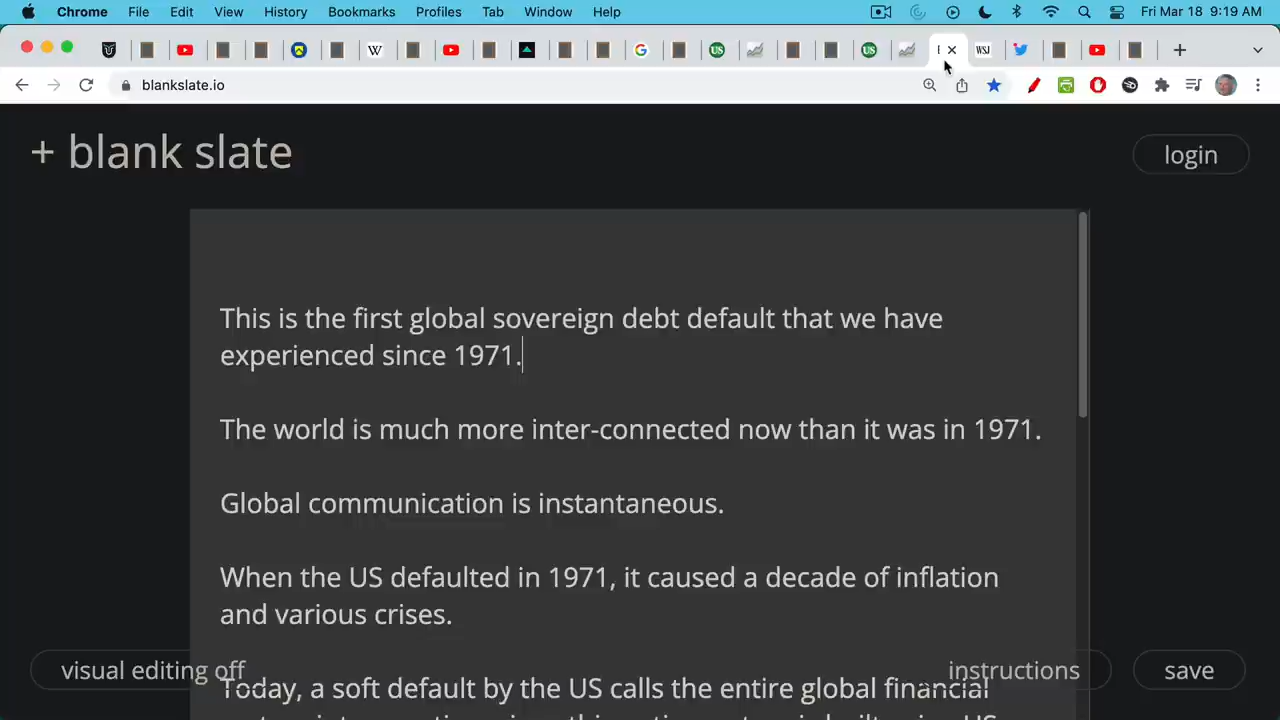 Chrome File Edit View History Bookmarks Profiles Tab Window Help Fri Mar 18 9:19 AM
W G US US WSJ
blankslate.io
+ blank slate
login
This is the first global sovereign debt default that we have
experienced since 1971.
The world is much more inter-connected now than it was in 1971.
Global communication is instantaneous.
When the US defaulted in 1971, it caused a decade of inflation
and various crises.
visual editing off
instructions
save
Today, a soft default by the US calls the entire global financial